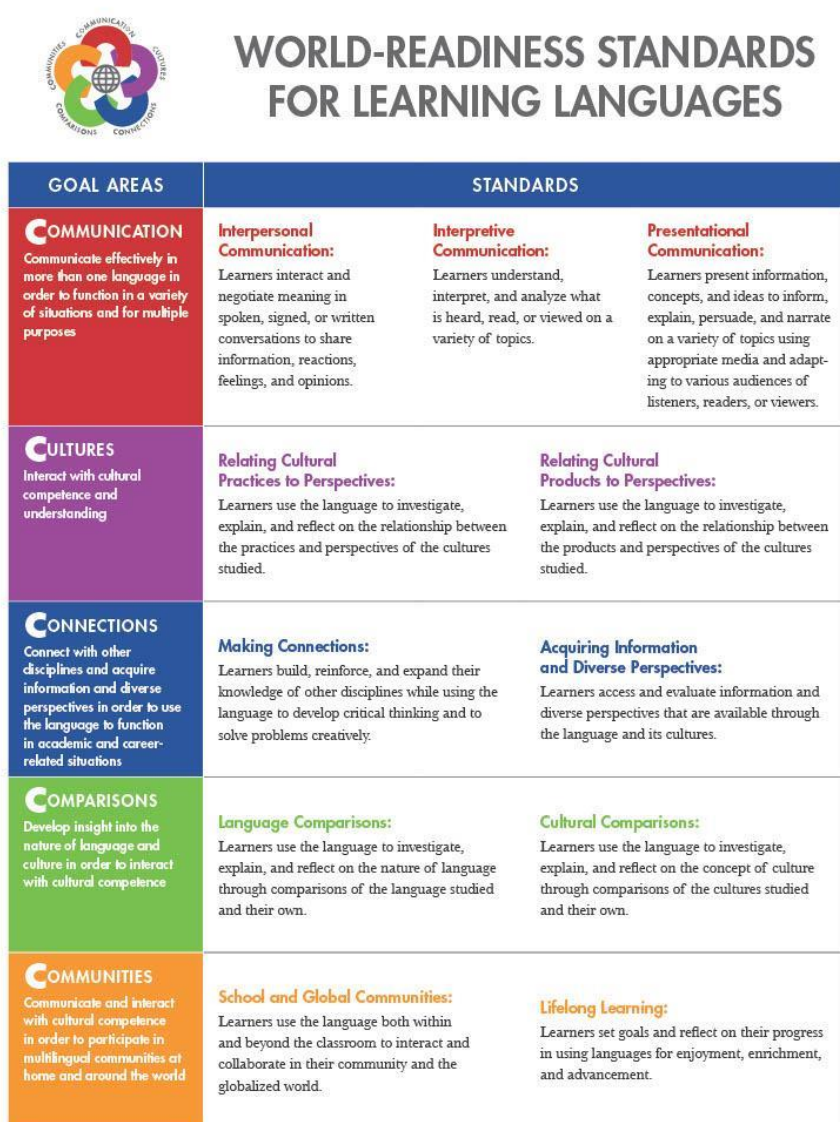 COMMUNICATION
CULTURES
CONNECTIONS
COMPARISONS
COMMUNITIES
WORLD-READINESS STANDARDS
FOR LEARNING LANGUAGES
GOAL AREAS
STANDARDS
COMMUNICATION
Communicate effectively in
more than one language in
order to function in a variety
of situations and for multiple
purposes
Interpersonal
Communication:
Learners interact and
negotiate meaning in
spoken, signed, or written
conversations to share
information, reactions,
feelings, and opinions.
Interpretive
Communication:
Learners understand,
interpret, and analyze what
is heard, read, or viewed on a
variety of topics.
Presentational
Communication:
Learners present information,
concepts, and ideas to inform,
explain, persuade, and narrate
on a variety of topics using
appropriate media and adapt-
ing to various audiences of
listeners, readers, or viewers.
CULTURES
Interact with cultural
competence and
understanding
Relating Cultural
Practices to Perspectives:
Learners use the language to investigate,
explain, and reflect on the relationship between
the practices and perspectives of the cultures
studied.
Relating Cultural
Products to Perspectives:
Learners use the language to investigate,
explain, and reflect on the relationship between
the products and perspectives of the cultures
studied.
CONNECTIONS
Connect with other
disciplines and acquire
information and diverse
perspectives in order to use
the language to function
in academic and career-
related situations
Making Connections:
Learners build, reinforce, and expand their
knowledge of other disciplines while using the
language to develop critical thinking and to
solve problems creatively.
Acquiring Information
and Diverse Perspectives:
Learners access and evaluate information and
diverse perspectives that are available through
the language and its cultures.
COMPARISONS
Develop insight into the
nature of language and
culture in order to interact
with cultural competence
Language Comparisons:
Learners use the language to investigate,
explain, and reflect on the nature of language
through comparisons of the language studied
and their own.
Cultural Comparisons:
Learners use the language to investigate,
explain, and reflect on the concept of culture
through comparisons of the cultures studied
and their own.
COMMUNITIES
Communicate and interact
with cultural competence
in order to participate in
multilingual communities at
home and around the world
School and Global Communities:
Learners use the language both within
and beyond the classroom to interact and
collaborate in their community and the
globalized world.
Lifelong Learning:
Learners set goals and reflect on their progress
in using languages for enjoyment, enrichment,
and advancement.